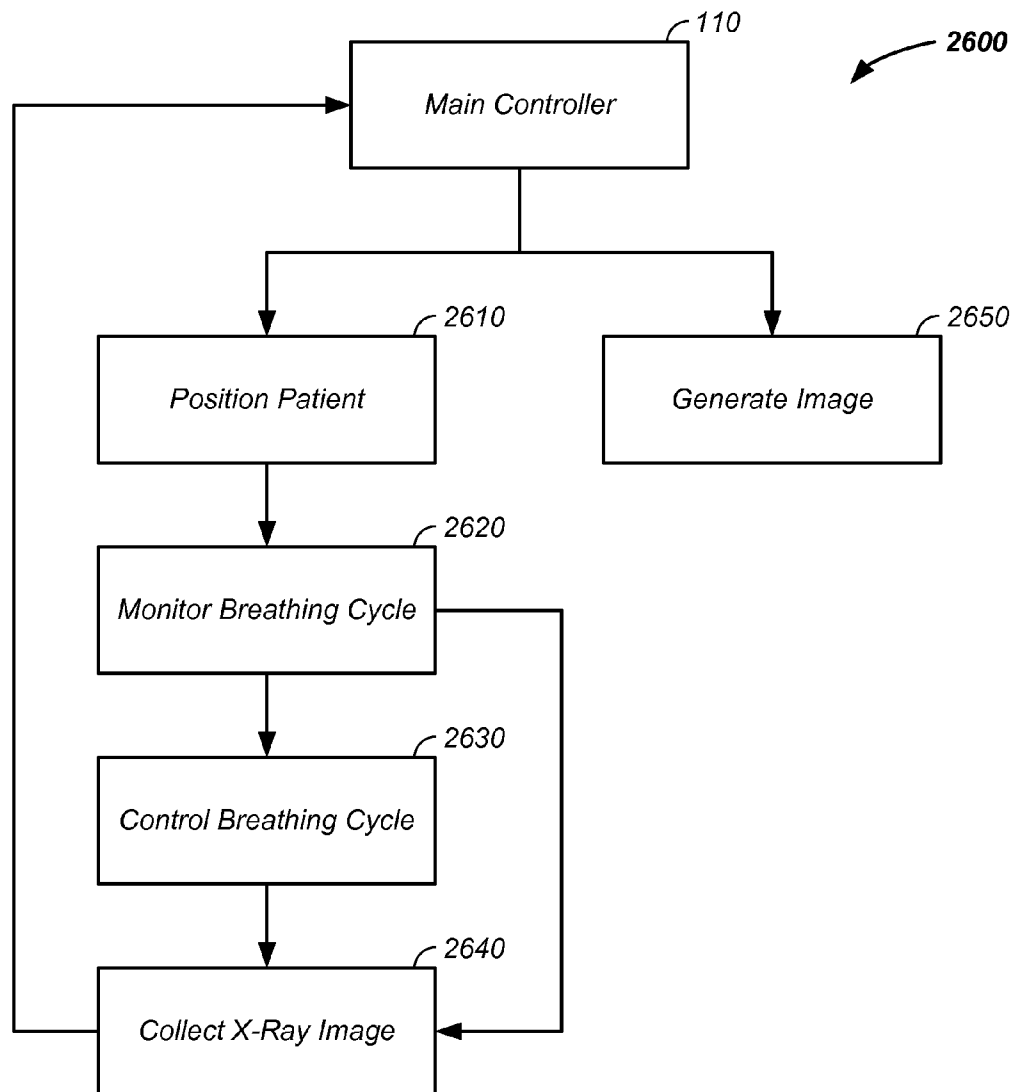 110
2600
Main Controller
2610
2650
Position Patient
Generate Image
2620
Monitor Breathing Cycle
2630
Control Breathing Cycle
2640
Collect X-Ray Image